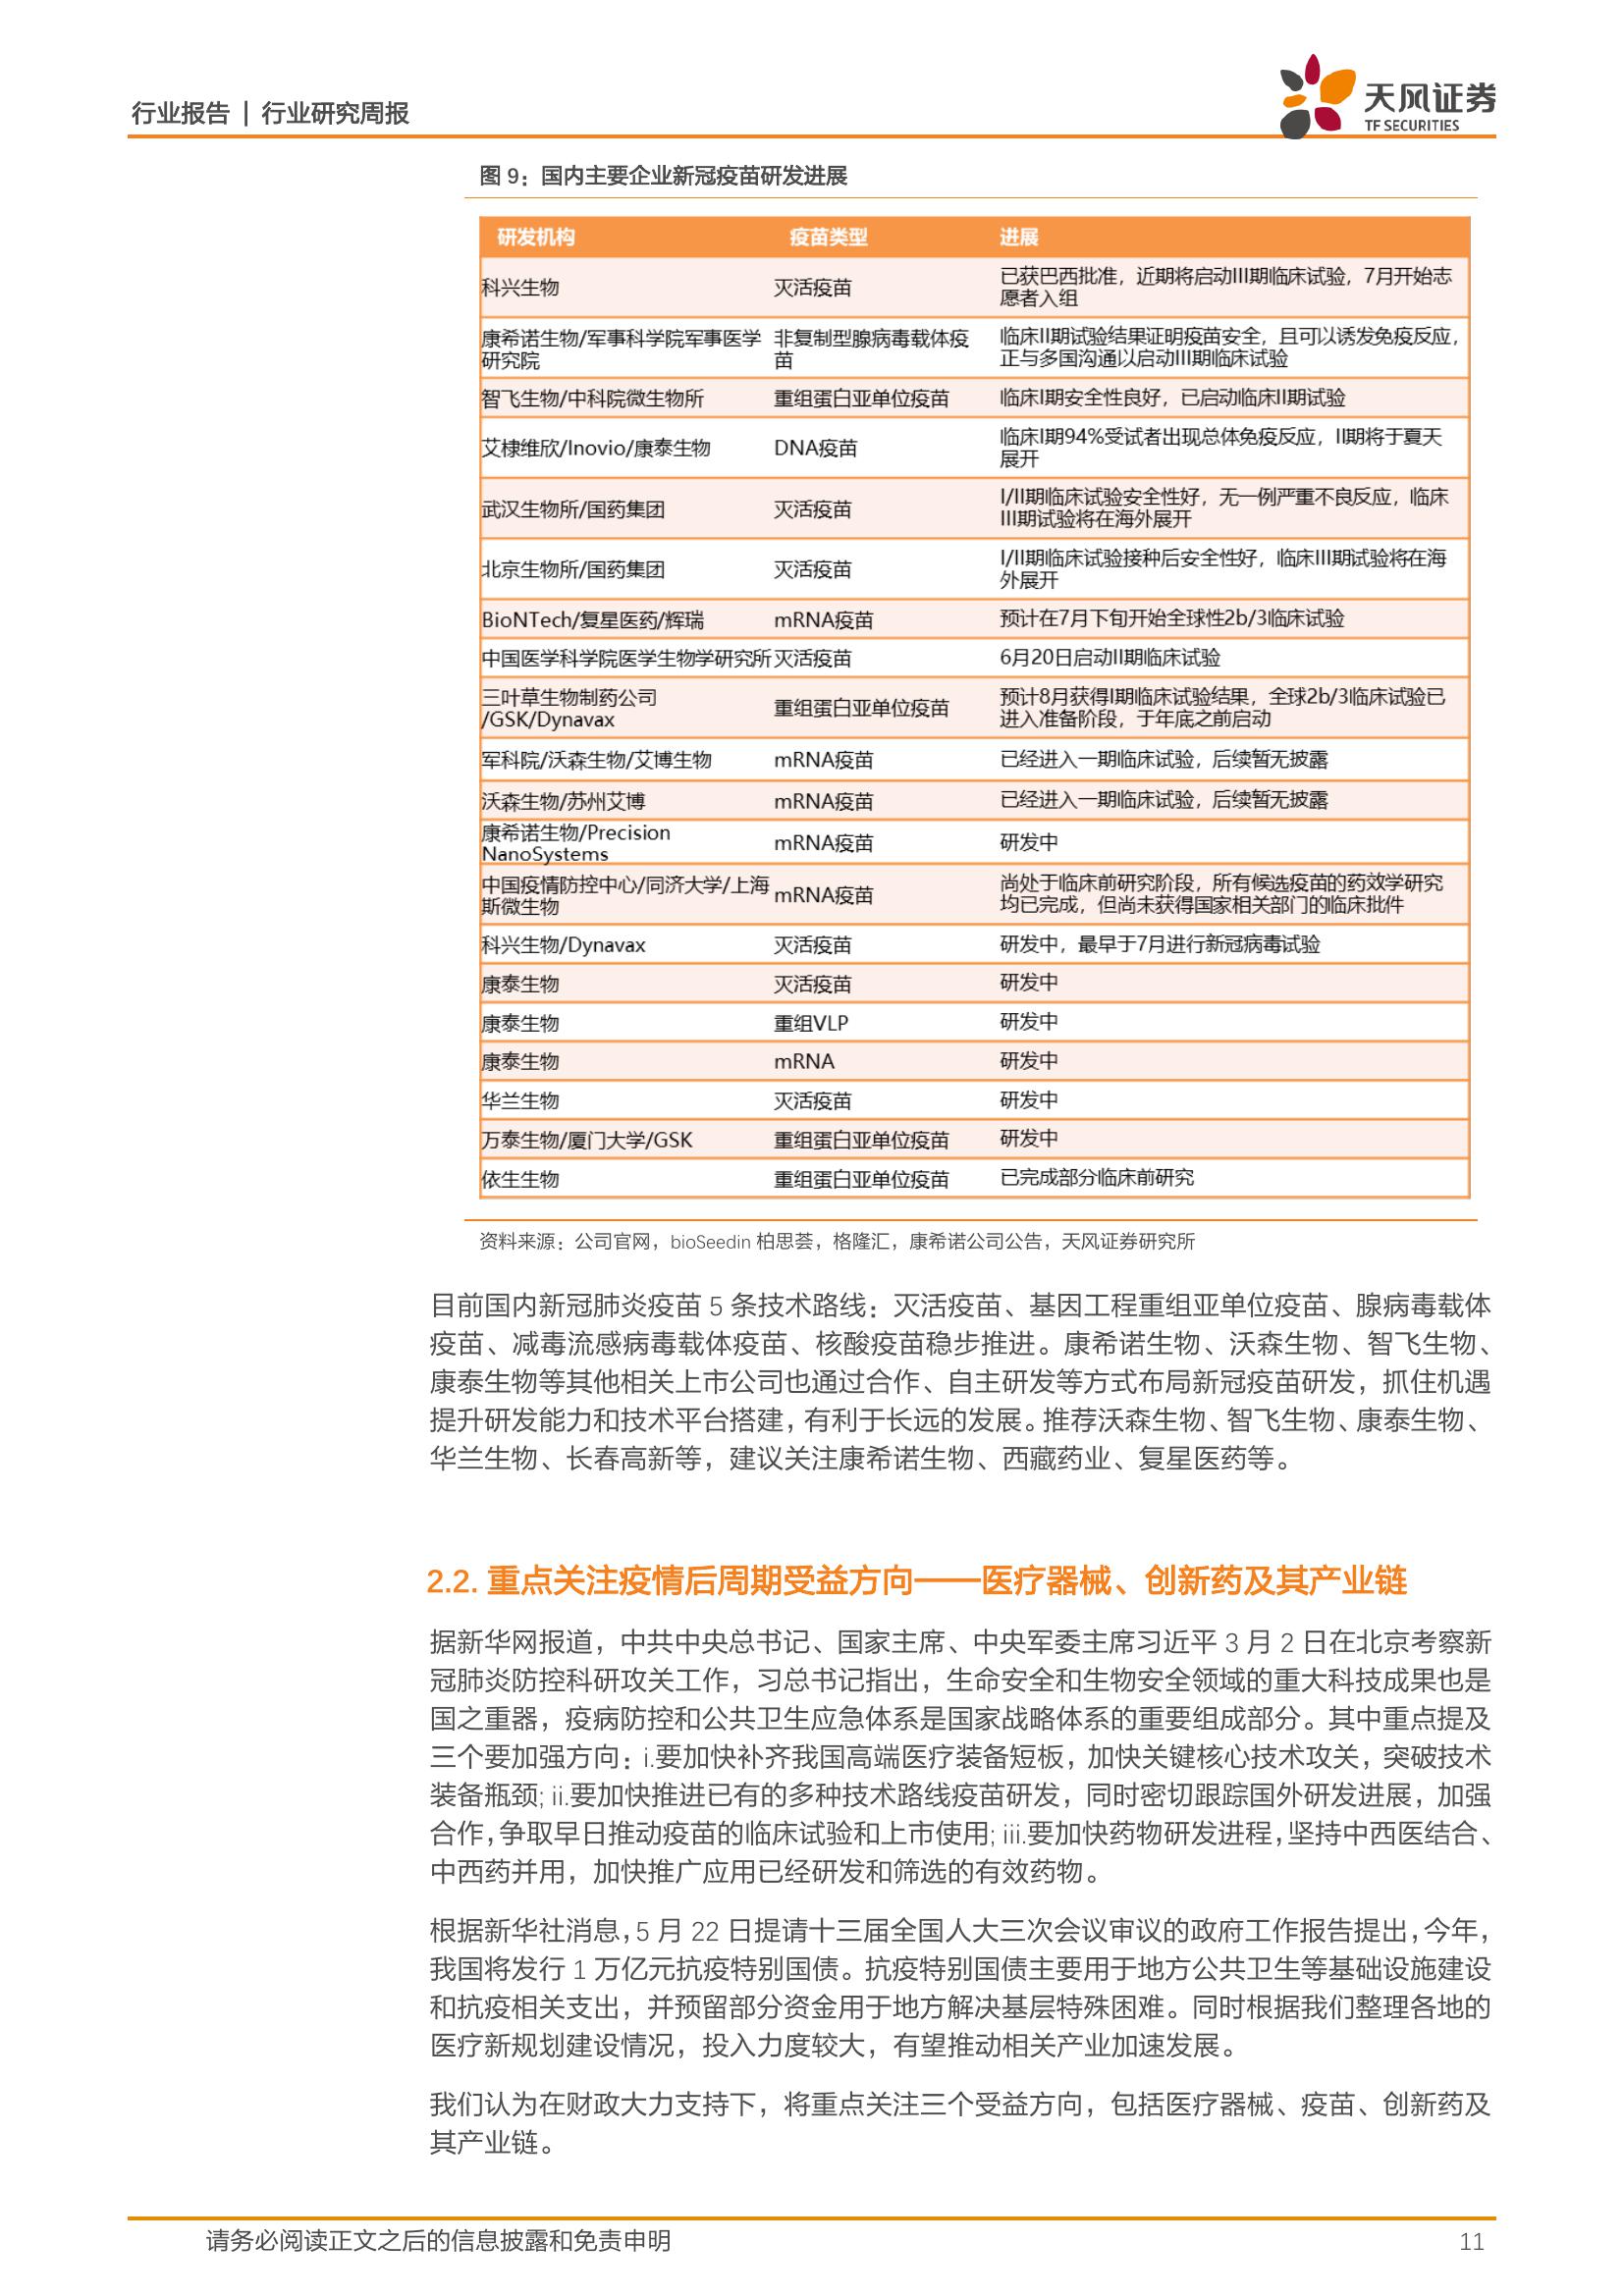 行业报告 | 行业研究周报
天风证券
TF SECURITIES
图 9：国内主要企业新冠疫苗研发进展
研发机构 疫苗类型 进展
科兴生物 灭活疫苗 已获巴西批准，近期将启动III期临床试验，7月开始志
愿者入组
康希诺生物/军事科学院军事医学 非复制型腺病毒载体疫 临床II期试验结果证明疫苗安全，且可以诱发免疫反应，
研究院 苗 正与多国沟通以启动III期临床试验
智飞生物/中科院微生物所 重组蛋白亚单位疫苗 临床I期安全性良好，已启动临床II期试验
艾棣维欣/Inovio/康泰生物 DNA疫苗 临床I期94%受试者出现总体免疫反应，II期将于夏天
展开
武汉生物所/国药集团 灭活疫苗 I/II期临床试验安全性好，无一例严重不良反应，临床
III期试验将在海外展开
北京生物所/国药集团 灭活疫苗 I/II期临床试验接种后安全性好，临床III期试验将在海
外展开
BioNTech/复星医药/辉瑞 mRNA疫苗 预计在7月下旬开始全球性2b/3临床试验
中国医学科学院医学生物学研究所 灭活疫苗 6月20日启动II期临床试验
三叶草生物制药公司 重组蛋白亚单位疫苗 预计8月获得I期临床试验结果，全球2b/3临床试验已
/GSK/Dynavax 进入准备阶段，于年底之前启动
军科院/沃森生物/艾博生物 mRNA疫苗 已经进入一期临床试验，后续暂无披露
沃森生物/苏州艾博 mRNA疫苗 已经进入一期临床试验，后续暂无披露
康希诺生物/Precision mRNA疫苗 研发中
NanoSystems
中国疫情防控中心/同济大学/上海 mRNA疫苗 尚处于临床前研究阶段，所有候选疫苗的药效学研究
斯微生物 均已完成，但尚未获得国家相关部门的临床批件
科兴生物/Dynavax 灭活疫苗 研发中，最早于7月进行新冠病毒试验
康泰生物 灭活疫苗 研发中
康泰生物 重组VLP 研发中
康泰生物 mRNA 研发中
华兰生物 灭活疫苗 研发中
万泰生物/厦门大学/GSK 重组蛋白亚单位疫苗 研发中
依生生物 重组蛋白亚单位疫苗 已完成部分临床前研究
资料来源：公司官网，bioSeedin 柏思荟，格隆汇，康希诺公司公告，天风证券研究所
目前国内新冠肺炎疫苗 5 条技术路线：灭活疫苗、基因工程重组亚单位疫苗、腺病毒载体
疫苗、减毒流感病毒载体疫苗、核酸疫苗稳步推进。康希诺生物、沃森生物、智飞生物、
康泰生物等其他相关上市公司也通过合作、自主研发等方式布局新冠疫苗研发，抓住机遇
提升研发能力和技术平台搭建，有利于长远的发展。推荐沃森生物、智飞生物、康泰生物、
华兰生物、长春高新等，建议关注康希诺生物、西藏药业、复星医药等。
2.2. 重点关注疫情后周期受益方向——医疗器械、创新药及其产业链
据新华网报道，中共中央总书记、国家主席、中央军委主席习近平 3 月 2 日在北京考察新
冠肺炎防控科研攻关工作，习总书记指出，生命安全和生物安全领域的重大科技成果也是
国之重器，疫病防控和公共卫生应急体系是国家战略体系的重要组成部分。其中重点提及
三个要加强方向：i.要加快补齐我国高端医疗装备短板，加快关键核心技术攻关，突破技术
装备瓶颈; ii.要加快推进已有的多种技术路线疫苗研发，同时密切跟踪国外研发进展，加强
合作，争取早日推动疫苗的临床试验和上市使用; iii.要加快药物研发进程，坚持中西医结合、
中西药并用，加快推广应用已经研发和筛选的有效药物。
根据新华社消息，5 月 22 日提请十三届全国人大三次会议审议的政府工作报告提出，今年，
我国将发行 1 万亿元抗疫特别国债。抗疫特别国债主要用于地方公共卫生等基础设施建设
和抗疫相关支出，并预留部分资金用于地方解决基层特殊困难。同时根据我们整理各地的
医疗新规划建设情况，投入力度较大，有望推动相关产业加速发展。
我们认为在财政大力支持下，将重点关注三个受益方向，包括医疗器械、疫苗、创新药及
其产业链。
请务必阅读正文之后的信息披露和免责申明 11